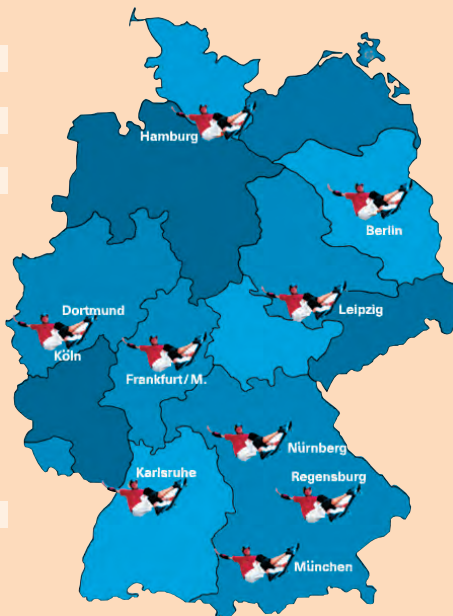 Hamburg
Berlin
Dortmund
Leipzig
Köln
Frankfurt/M.
Nürnberg
Karlsruhe
Regensburg
München